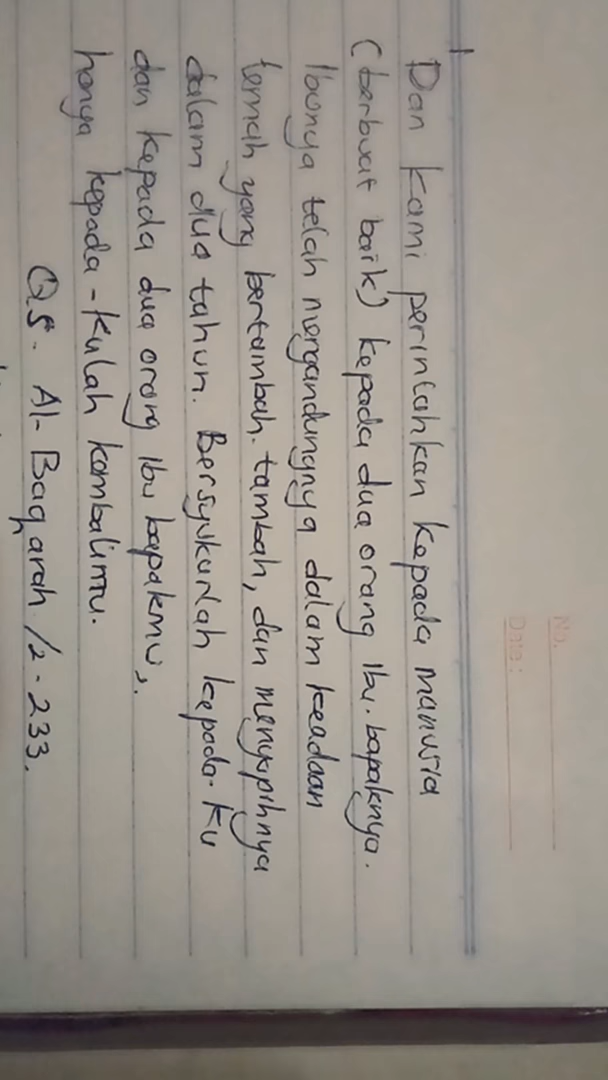 No.
Date:
Dan Kami perintahkan kepada manusia
(berbuat baik) kepada dua orang Ibu.bapaknya.
Ibunya telah mengandungnya dalam keadaan
lemah yang bertambah.tambah, dan menyapihnya
dalam dua tahun. Bersyukurlah kepada-Ku
dan kepada dua orang Ibu bapakmu,.
hanya kepada-Kulah kembalimu.
QS. Al-Baqarah /2-233.